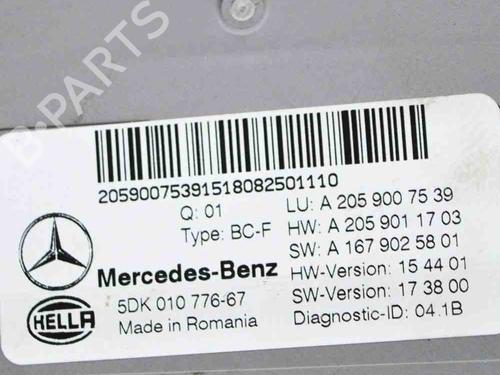 B-PARTS
20590075391518082501110
Q: 01
Type: BC-F
LU: A 205 900 75 39
HW: A 205 901 17 03
SW: A 167 902 58 01
Mercedes-Benz
HW-Version: 15 44 01
5DK 010 776-67
SW-Version: 17 38 00
HELLA
Made in Romania
Diagnostic-ID: 04.1B